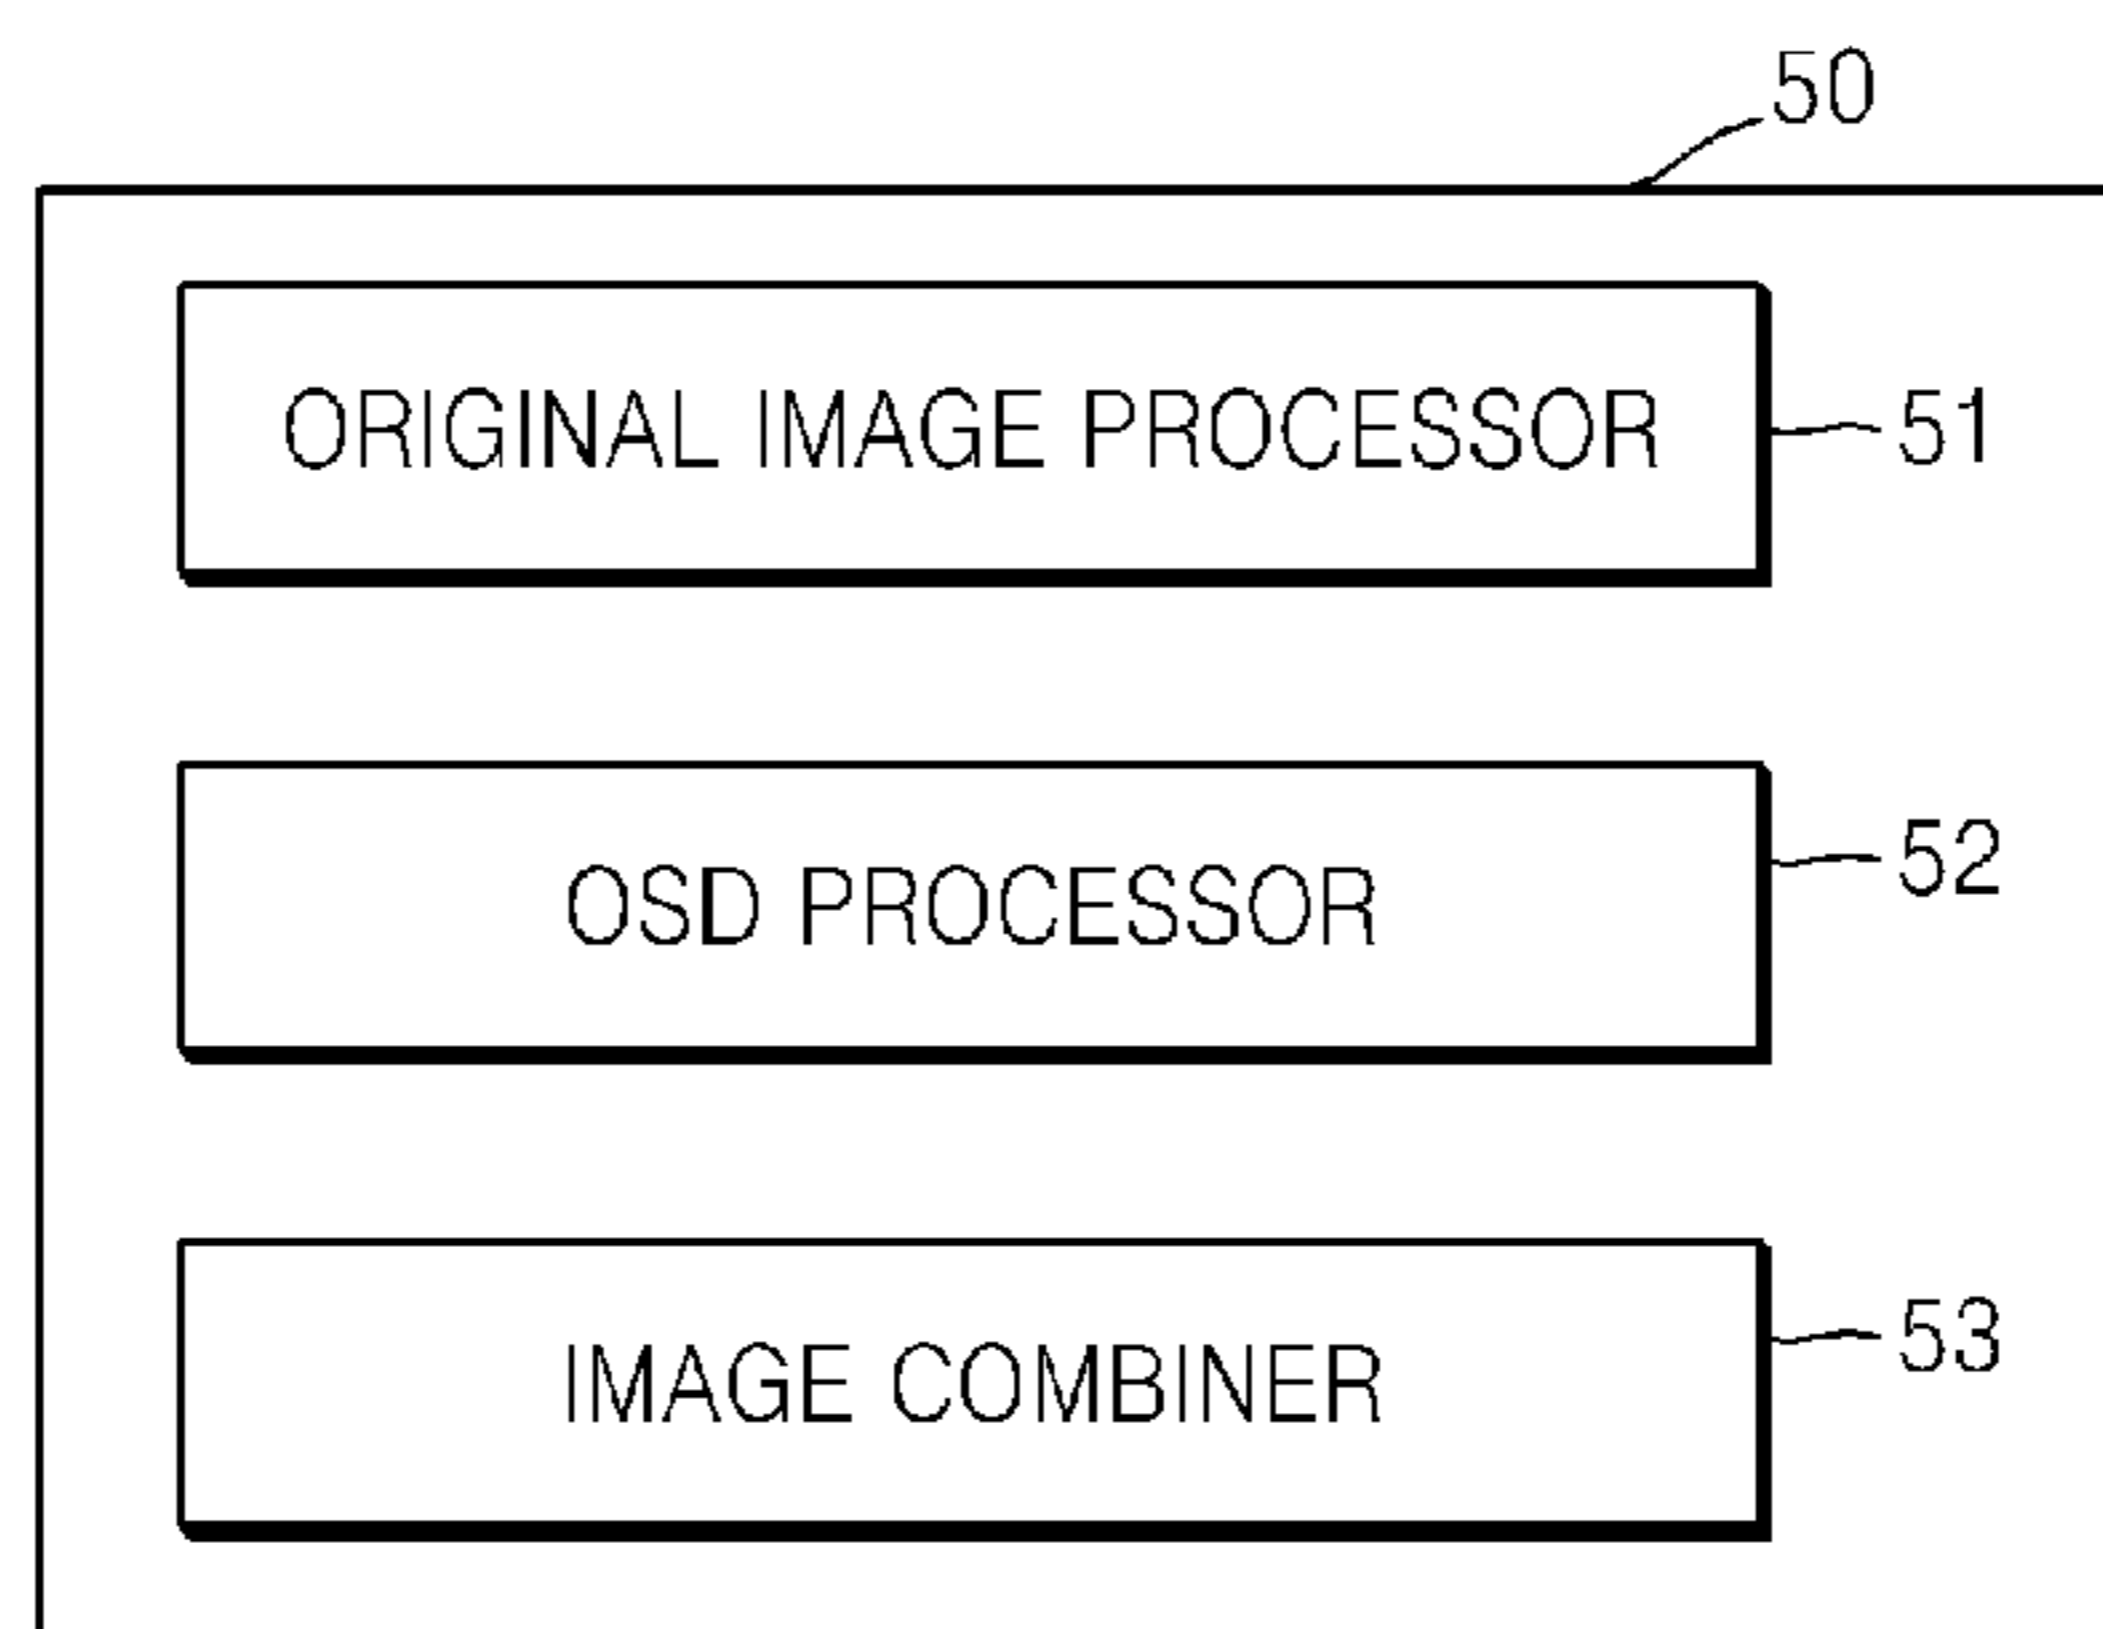 50
ORIGINAL IMAGE PROCESSOR 51
OSD PROCESSOR 52
IMAGE COMBINER 53